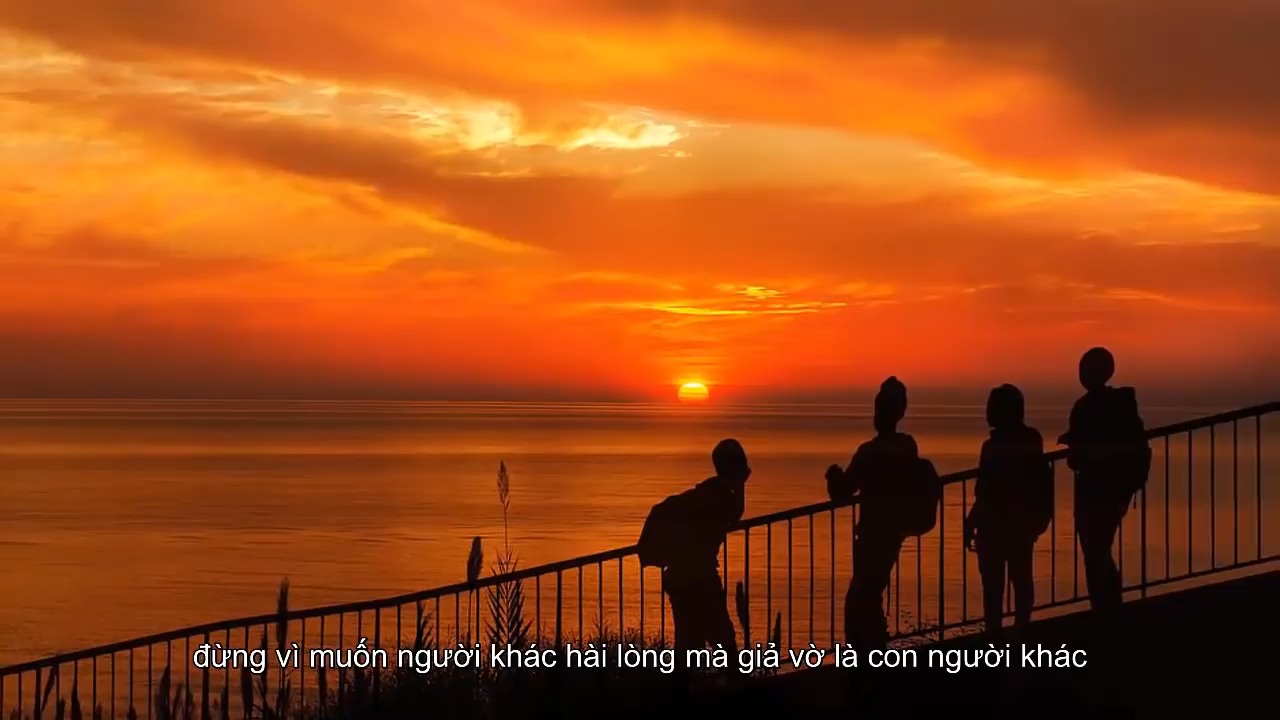 đừng vì muốn người khác hài lòng mà giả vờ là con người khác